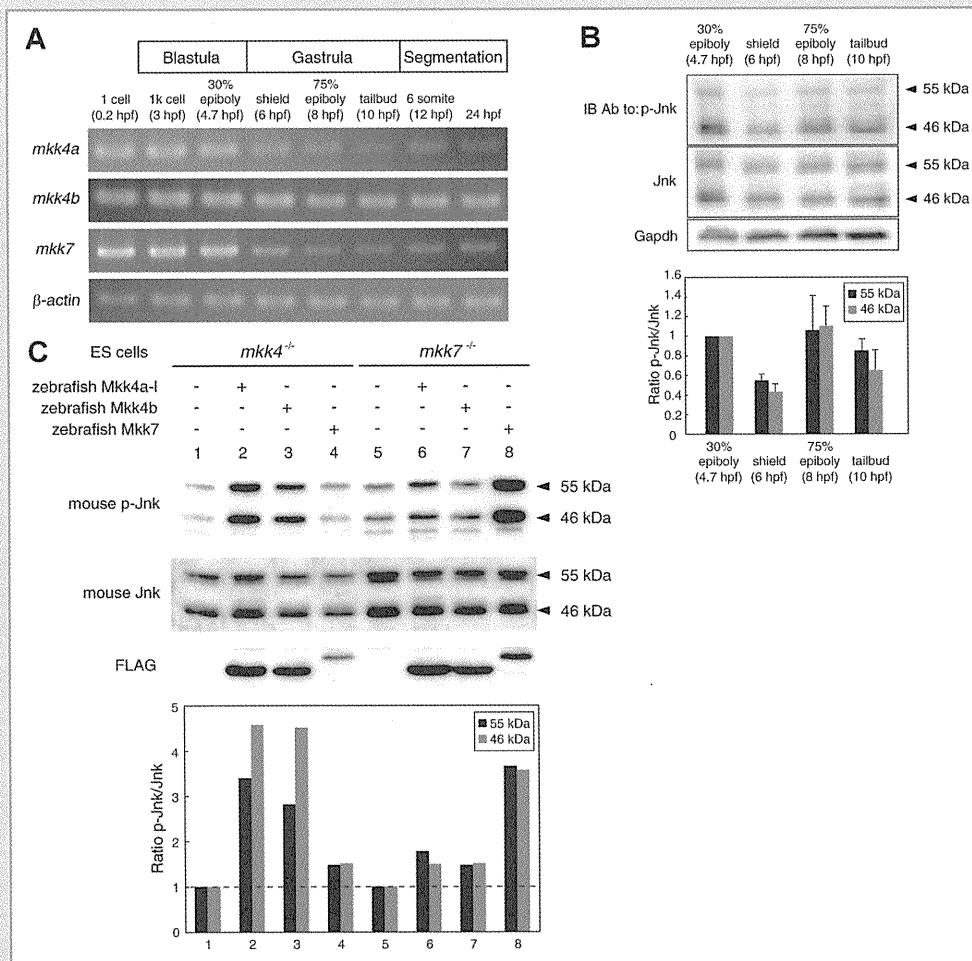 A
Blastula Gastrula Segmentation
1 cell (0.2 hpf) 1k cell (3 hpf) 30% epiboly (4.7 hpf) shield (6 hpf) 75% epiboly (8 hpf) tailbud (10 hpf) 6 somite (12 hpf) 24 hpf
mkk4a
mkk4b
mkk7
β-actin
B
30% epiboly (4.7 hpf) shield (6 hpf) 75% epiboly (8 hpf) tailbud (10 hpf)
IB Ab to: p-Jnk
55 kDa
46 kDa
Jnk
55 kDa
46 kDa
Gapdh
Ratio p-Jnk/Jnk
1.6
1.4
1.2
1
0.8
0.6
0.4
0.2
0
55 kDa
46 kDa
30% epiboly (4.7 hpf) shield (6 hpf) 75% epiboly (8 hpf) tailbud (10 hpf)
C
ES cells mkk4-/- mkk7-/-
zebrafish Mkk4a-l - + - - - + - -
zebrafish Mkk4b - - + - - - + -
zebrafish Mkk7 - - - + - - - +
1 2 3 4 5 6 7 8
mouse p-Jnk
55 kDa
46 kDa
mouse Jnk
55 kDa
46 kDa
FLAG
Ratio p-Jnk/Jnk
5
4
3
2
1
0
55 kDa
46 kDa
1 2 3 4 5 6 7 8